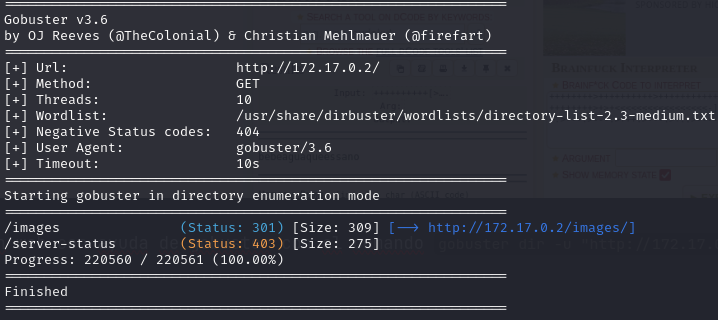 ===============================================================
Gobuster v3.6
by OJ Reeves (@TheColonial) & Christian Mehlmauer (@firefart)
===============================================================
[+] Url:                     http://172.17.0.2/
[+] Method:                  GET
[+] Threads:                 10
[+] Wordlist:                /usr/share/dirbuster/wordlists/directory-list-2.3-medium.txt
[+] Negative Status codes:   404
[+] User Agent:              gobuster/3.6
[+] Timeout:                 10s
===============================================================
Starting gobuster in directory enumeration mode
===============================================================
/images               (Status: 301) [Size: 309] [--> http://172.17.0.2/images/]
/server-status        (Status: 403) [Size: 275]
Progress: 220560 / 220561 (100.00%)
===============================================================
Finished
===============================================================